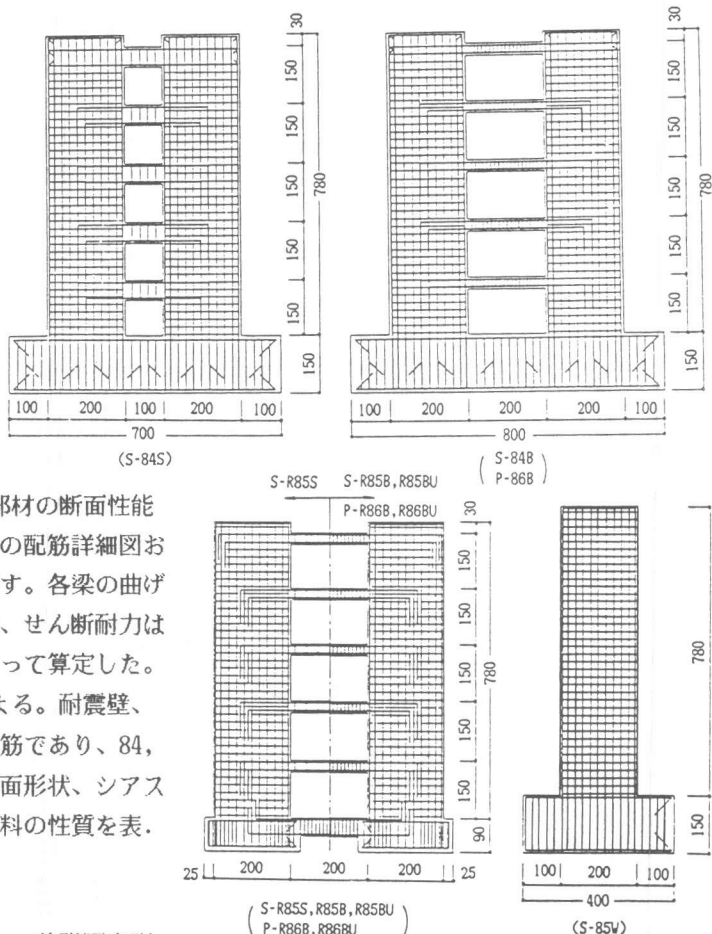 30
150
150
150
150
150
780
150
100 200 100 200 100
700
(S-84S)
30
150
150
150
150
150
780
150
100 200 200 200 100
800
( S-84B
P-86B )
部材の断面性能
の配筋詳細図お
す。各梁の曲げ
、せん断耐力は
って算定した。
よる。耐震壁、
筋であり、84,
面形状、シアス
料の性質を表.
S-R85S S-R85B, R85BU
P-R86B, R86BU
30
150
150
150
150
150
780
90
25 200 200 200 25
( S-R85S, R85B, R85BU
P-R86B, R86BU )
780
150
100 200 100
400
(S-85W)